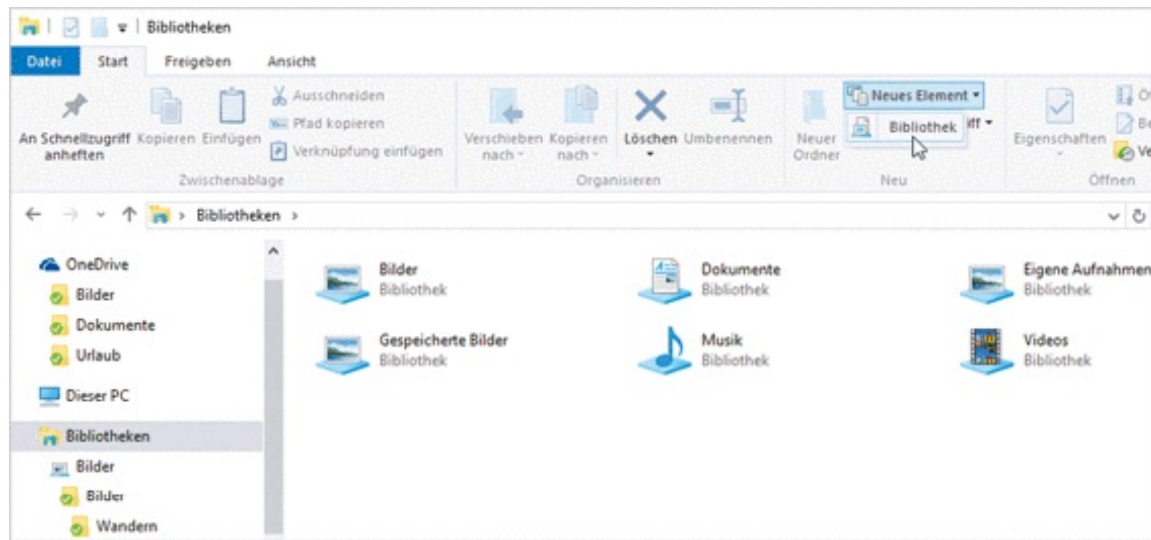 Bibliotheken
Datei Start Freigeben Ansicht
An Schnellzugriff anheften
Kopieren
Einfügen
Ausschneiden
Pfad kopieren
Verknüpfung einfügen
Zwischenablage
Verschieben nach
Kopieren nach
Löschen
Umbenennen
Organisieren
Neuer Ordner
Neues Element
Bibliothek
Neu
Eigenschaften
Öffnen
Bibliotheken
OneDrive
Bilder
Dokumente
Urlaub
Dieser PC
Bibliotheken
Bilder
Bilder
Wandern
Bilder
Bibliothek
Dokumente
Bibliothek
Eigene Aufnahmen
Bibliothek
Gespeicherte Bilder
Bibliothek
Musik
Bibliothek
Videos
Bibliothek